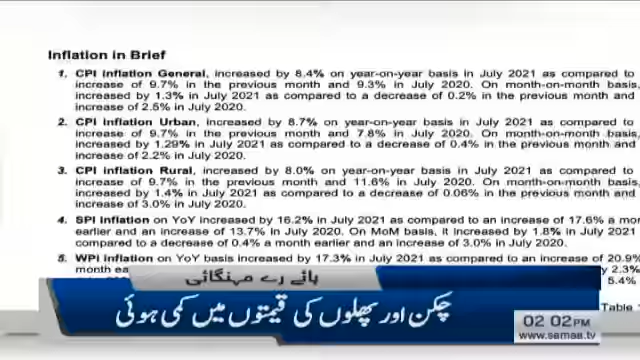 Inflation in Brief
1. CPI Inflation General, increased by 8.4% on year-on-year basis in July 2021 as compared to
increase of 9.7% in the previous month and 9.3% in July 2020. On month-on-month basis,
increased by 1.3% in July 2021 as compared to a decrease of 0.2% in the previous month and
increase of 2.5% in July 2020.
2. CPI Inflation Urban, increased by 8.7% on year-on-year basis in July 2021 as compared to
increase of 9.7% in the previous month and 7.8% in July 2020. On month-on-month basis,
increased by 1.29% in July 2021 as compared to a decrease of 0.4% in the previous month and
increase of 2.2% in July 2020.
3. CPI Inflation Rural, increased by 8.0% on year-on-year basis in July 2021 as compared to
increase of 9.7% in the previous month and 11.6% in July 2020. On month-on-month basis,
increased by 1.4% in July 2021 as compared to a decrease of 0.06% in the previous month and
increase of 3.0% in July 2020.
4. SPI Inflation on YoY increased by 16.2% in July 2021 as compared to an increase of 17.6% a mon
earlier and an increase of 13.7% in July 2020. On MoM basis, it increased by 1.8% in July 2021
compared to a decrease of 0.4% a month earlier and an increase of 3.0% in July 2020.
5. WPI Inflation on YoY basis increased by 17.3% in July 2021 as compared to an increase of 20.9%
month ea 2.3%
5.4%
ہائے رے مہنگائی
Table
چکن اور پھلوں کی قیمتوں میں کمی ہوئی
02 02PM
www.samaa.tv